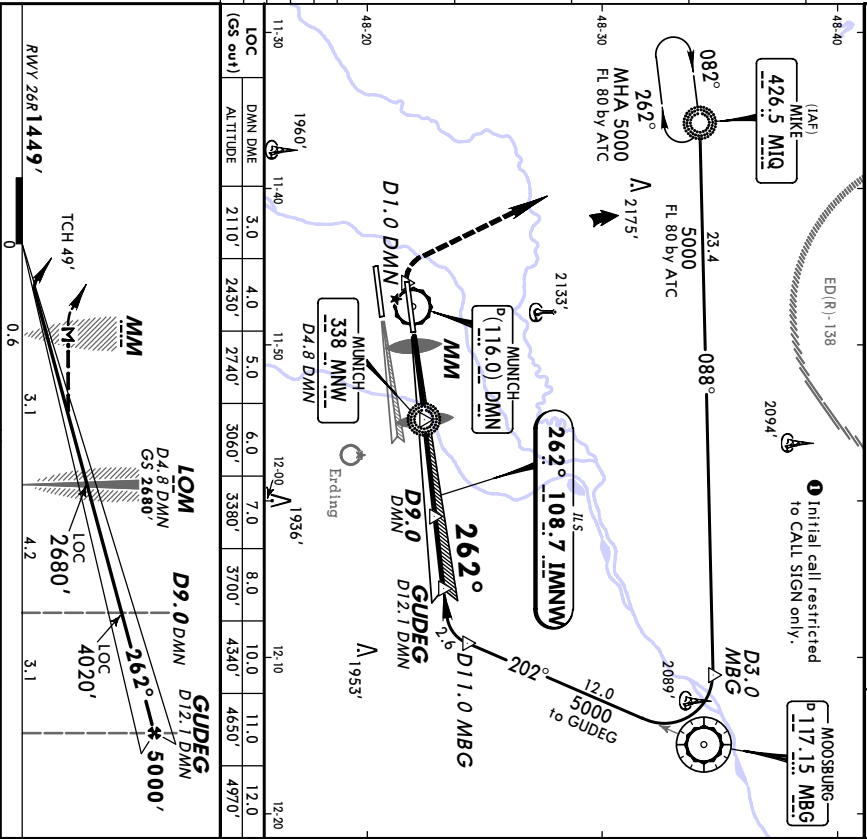 ❶ Initial call restricted
to CALL SIGN only.
ED(R)-138
(IAF)
MIKE
426.5 MIQ
MOOSBURG
D 117.15 MBG
082°
262°
MHA 5000
FL 80 by ATC
23.4
5000
FL 80 by ATC
088°
D3.0
MBG
2094'
2089'
2175'
2133'
12.0
202°
5000
to GUDEG
D11.0 MBG
2.6
ILS
262° 108.7 IMNW
MUNICH
D (116.0) DMN
D1.0 DMN
MM
262°
GUDEG
D12.1 DMN
D9.0
DMN
MUNICH
338 MNW
D4.8 DMN
Erding
1960'
1936'
1953'
48-40
48-30
48-20
11-30
11-40
11-50
12-00
12-10
12-20
LOC
(GS out)
DMN DME 3.0 4.0 5.0 6.0 7.0 8.0 10.0 11.0 12.0
ALTITUDE 2110' 2430' 2740' 3060' 3380' 3700' 4340' 4650' 4970'
GUDEG
D12.1 DMN
D9.0 DMN
LOM
D4.8 DMN
GS 2680'
MM
M
TCH 49'
RWY 26R 1449'
262°
5000'
LOC
4020'
LOC
2680'
0 0.6 3.1 4.2 3.1